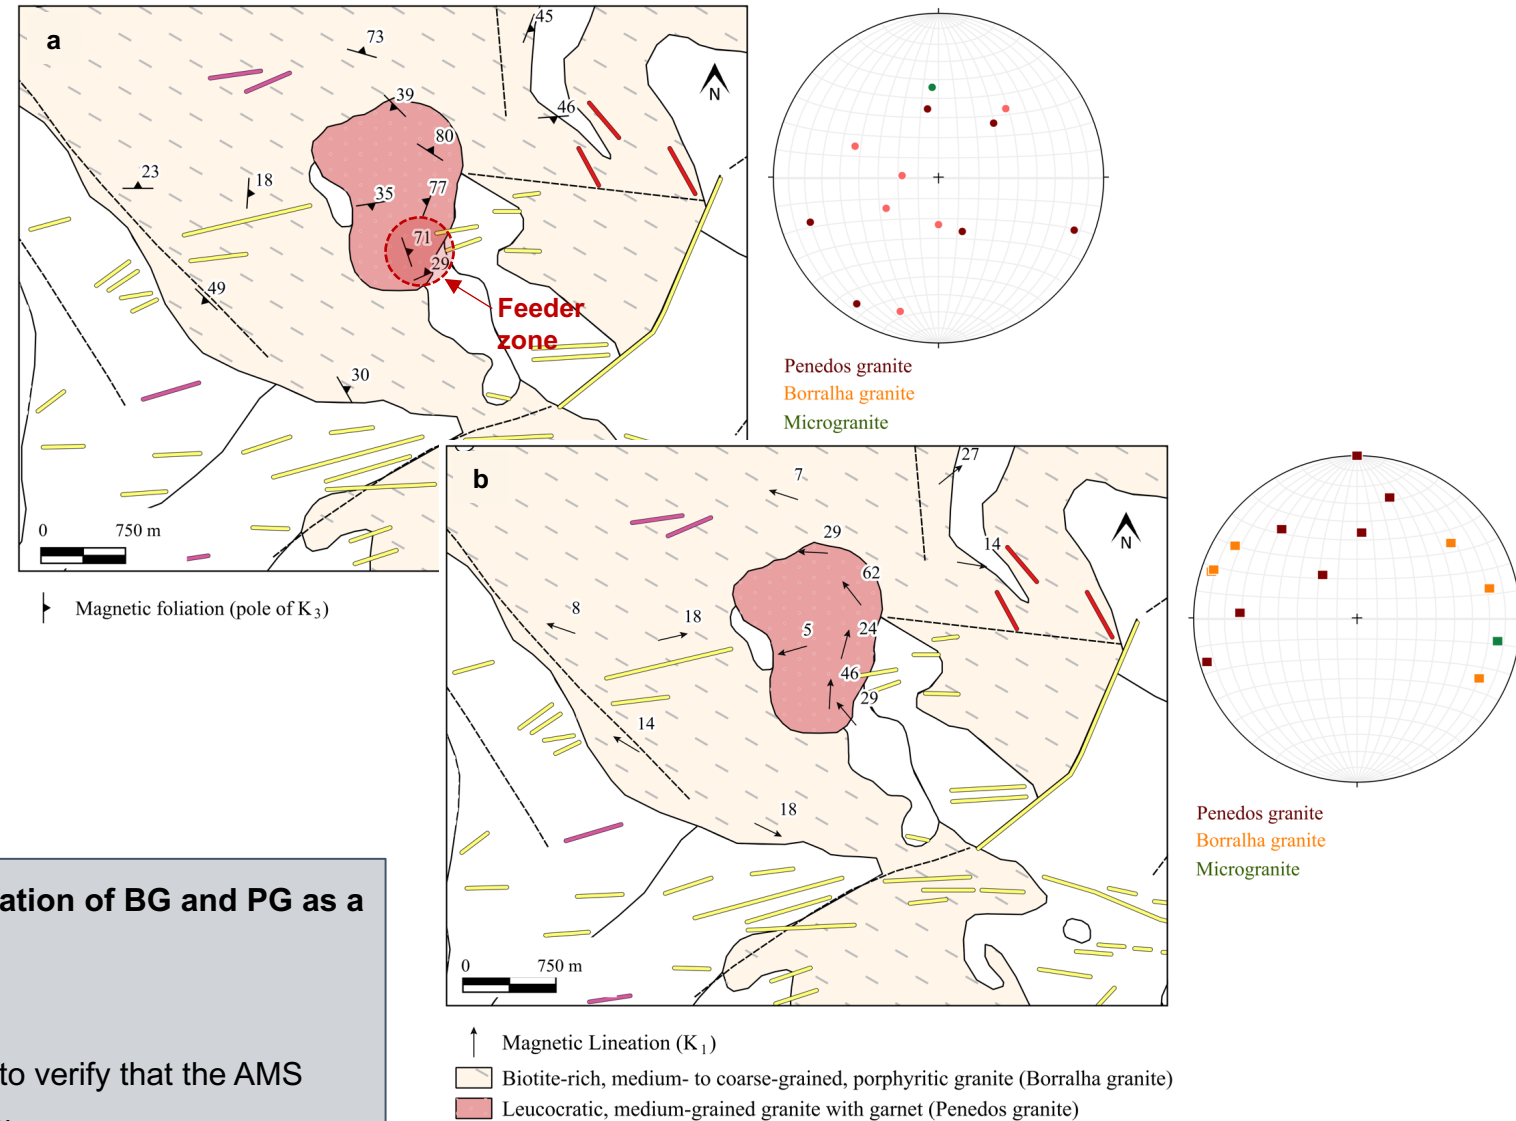 a
73
45
39
46
80
23
18
35
77
71
29
49
30
N
Feeder
zone
0 750 m
Magnetic foliation (pole of K3)
Penedos granite
Borralha granite
Microgranite
b
7
27
29
14
62
8
18
5
24
46
29
14
18
N
0 750 m
Penedos granite
Borralha granite
Microgranite
Magnetic Lineation (K1)
Biotite-rich, medium- to coarse-grained, porphyritic granite (Borralha granite)
Leucocratic, medium-grained granite with garnet (Penedos granite)
ation of BG and PG as a
to verify that the AMS